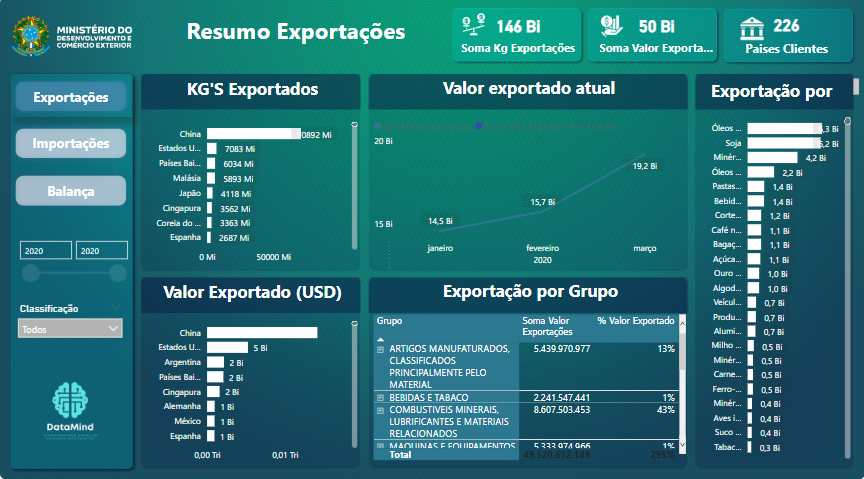 MINISTÉRIO DO
DESENVOLVIMENTO E
COMÉRCIO EXTERIOR
Resumo Exportações
146 Bi
Soma Kg Exportações
50 Bi
Soma Valor Exporta...
226
Paises Clientes
Exportações
Importações
Balança
2020
2020
Classificação
Todos
DataMind
KG'S Exportados
China 70892 Mi
Estados U... 7083 Mi
Países Bai... 6034 Mi
Malásia 5893 Mi
Japão 4118 Mi
Cingapura 3562 Mi
Coreia do ... 3363 Mi
Espanha 2687 Mi
0 Mi 50000 Mi
Valor exportado atual
20 Bi
19,2 Bi
15,7 Bi
15 Bi
14,5 Bi
janeiro fevereiro março
2020
Exportação por
Óleos ... 6,3 Bi
Soja 6,2 Bi
Minér... 4,2 Bi
Óleos ... 2,2 Bi
Pastas... 1,4 Bi
Bebid... 1,4 Bi
Corte... 1,2 Bi
Café n... 1,1 Bi
Bagaç... 1,1 Bi
Açúca... 1,1 Bi
Ouro ... 1,0 Bi
Algod... 1,0 Bi
Veícul... 0,7 Bi
Produ... 0,7 Bi
Alumi... 0,7 Bi
Milho ... 0,5 Bi
Minér... 0,5 Bi
Carne... 0,5 Bi
Ferro-... 0,5 Bi
Minér... 0,4 Bi
Aves i... 0,4 Bi
Suco ... 0,4 Bi
Tabac... 0,3 Bi
Valor Exportado (USD)
China
Estados U... 5 Bi
Argentina 2 Bi
Países Bai... 2 Bi
Cingapura 2 Bi
Alemanha 1 Bi
México 1 Bi
Espanha 1 Bi
0,00 Tri 0,01 Tri
Exportação por Grupo
Grupo Soma Valor % Valor Exportado
Exportações
ARTIGOS MANUFATURADOS, 5.439.970.977 13%
CLASSIFICADOS
PRINCIPALMENTE PELO
MATERIAL
BEBIDAS E TABACO 2.241.547.441 1%
COMBUSTIVEIS MINERAIS, 8.607.503.453 43%
LUBRIFICANTES E MATERIAIS
RELACIONADOS
MAQUINAS E EQUIPAMENTOS 5.333.974.966 1%
Total 49.520.652.149 295%